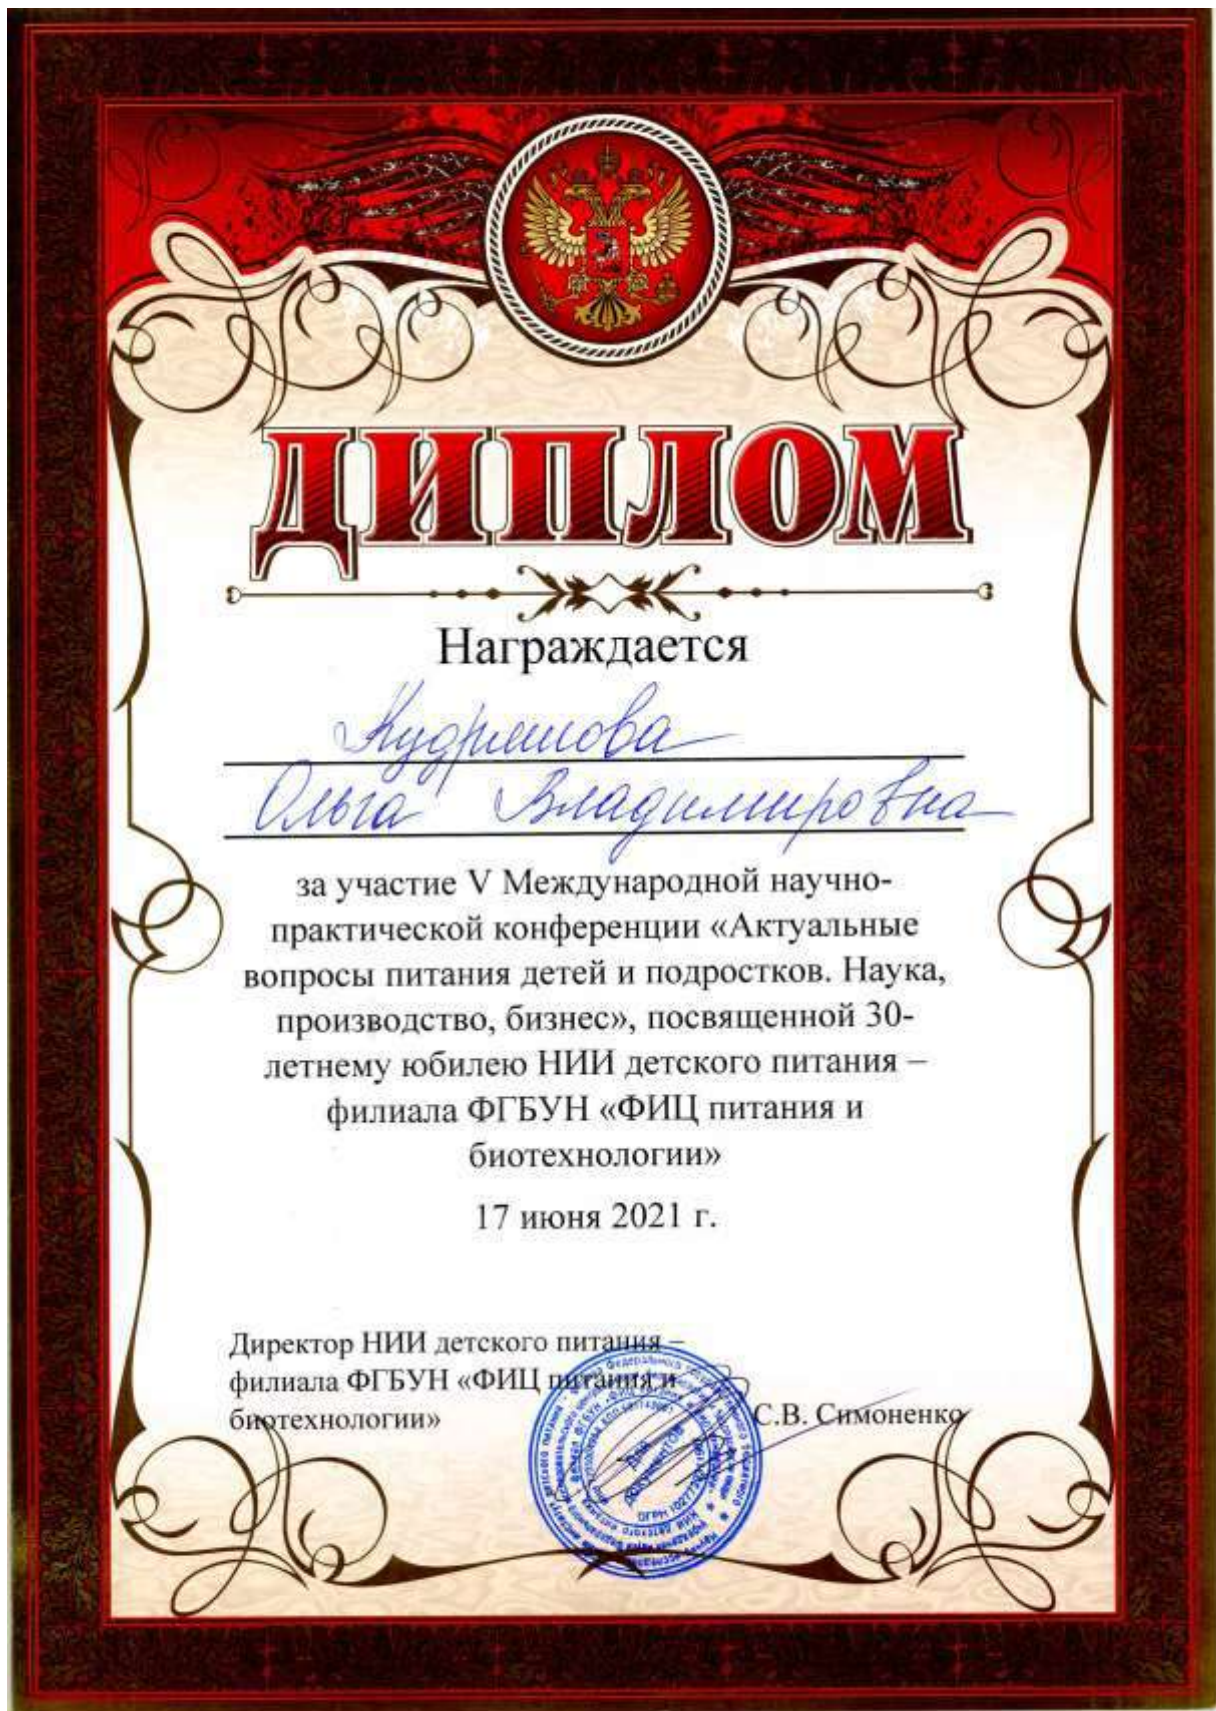 ДИПЛОМ
Награждается
Кудряшова
Ольга Владимировна
за участие V Международной научно-
практической конференции «Актуальные
вопросы питания детей и подростков. Наука,
производство, бизнес», посвященной 30-
летнему юбилею НИИ детского питания –
филиала ФГБУН «ФИЦ питания и
биотехнологии»
17 июня 2021 г.
Директор НИИ детского питания –
филиала ФГБУН «ФИЦ питания и
биотехнологии» С.В. Симоненко
для
документов